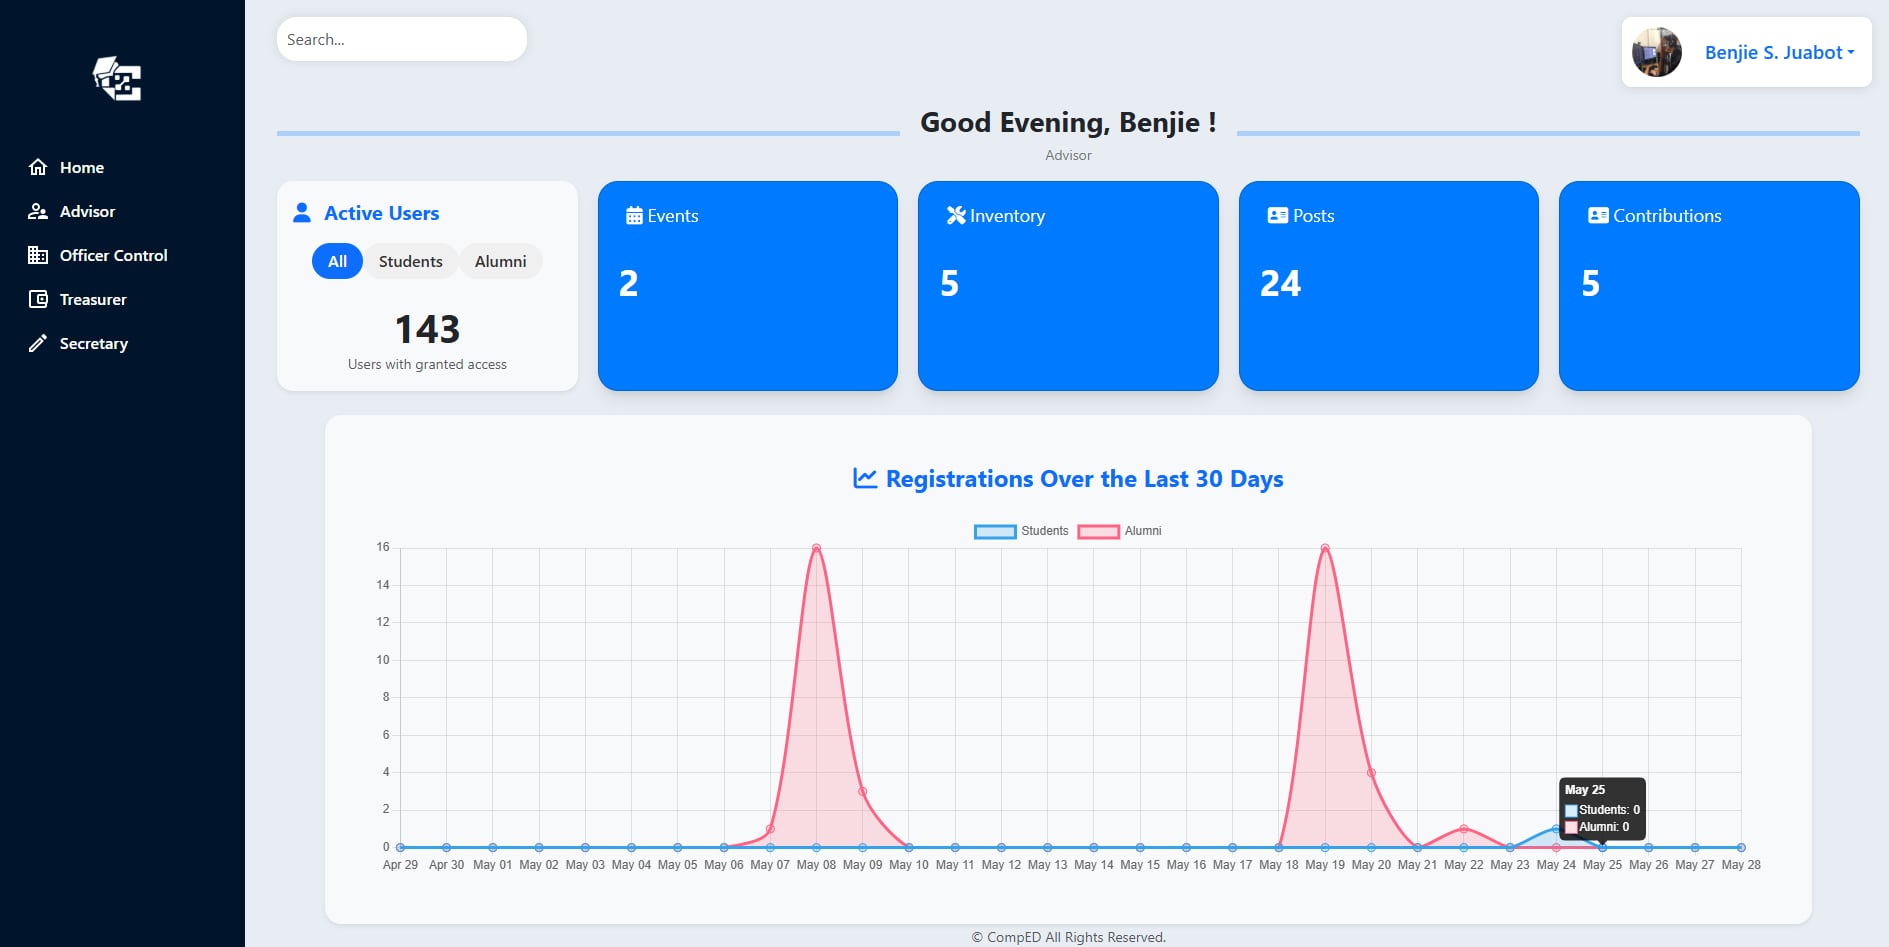 Search...
Benjie S. Juabot
Home
Advisor
Officer Control
Treasurer
Secretary
Good Evening, Benjie !
Advisor
Active Users
All Students Alumni
143
Users with granted access
Events
2
Inventory
5
Posts
24
Contributions
5
Registrations Over the Last 30 Days
Students Alumni
16
14
12
10
8
6
4
2
0
May 25
Students: 0
Alumni: 0
Apr 29 Apr 30 May 01 May 02 May 03 May 04 May 05 May 06 May 07 May 08 May 09 May 10 May 11 May 12 May 13 May 14 May 15 May 16 May 17 May 18 May 19 May 20 May 21 May 22 May 23 May 24 May 25 May 26 May 27 May 28
© CompED All Rights Reserved.